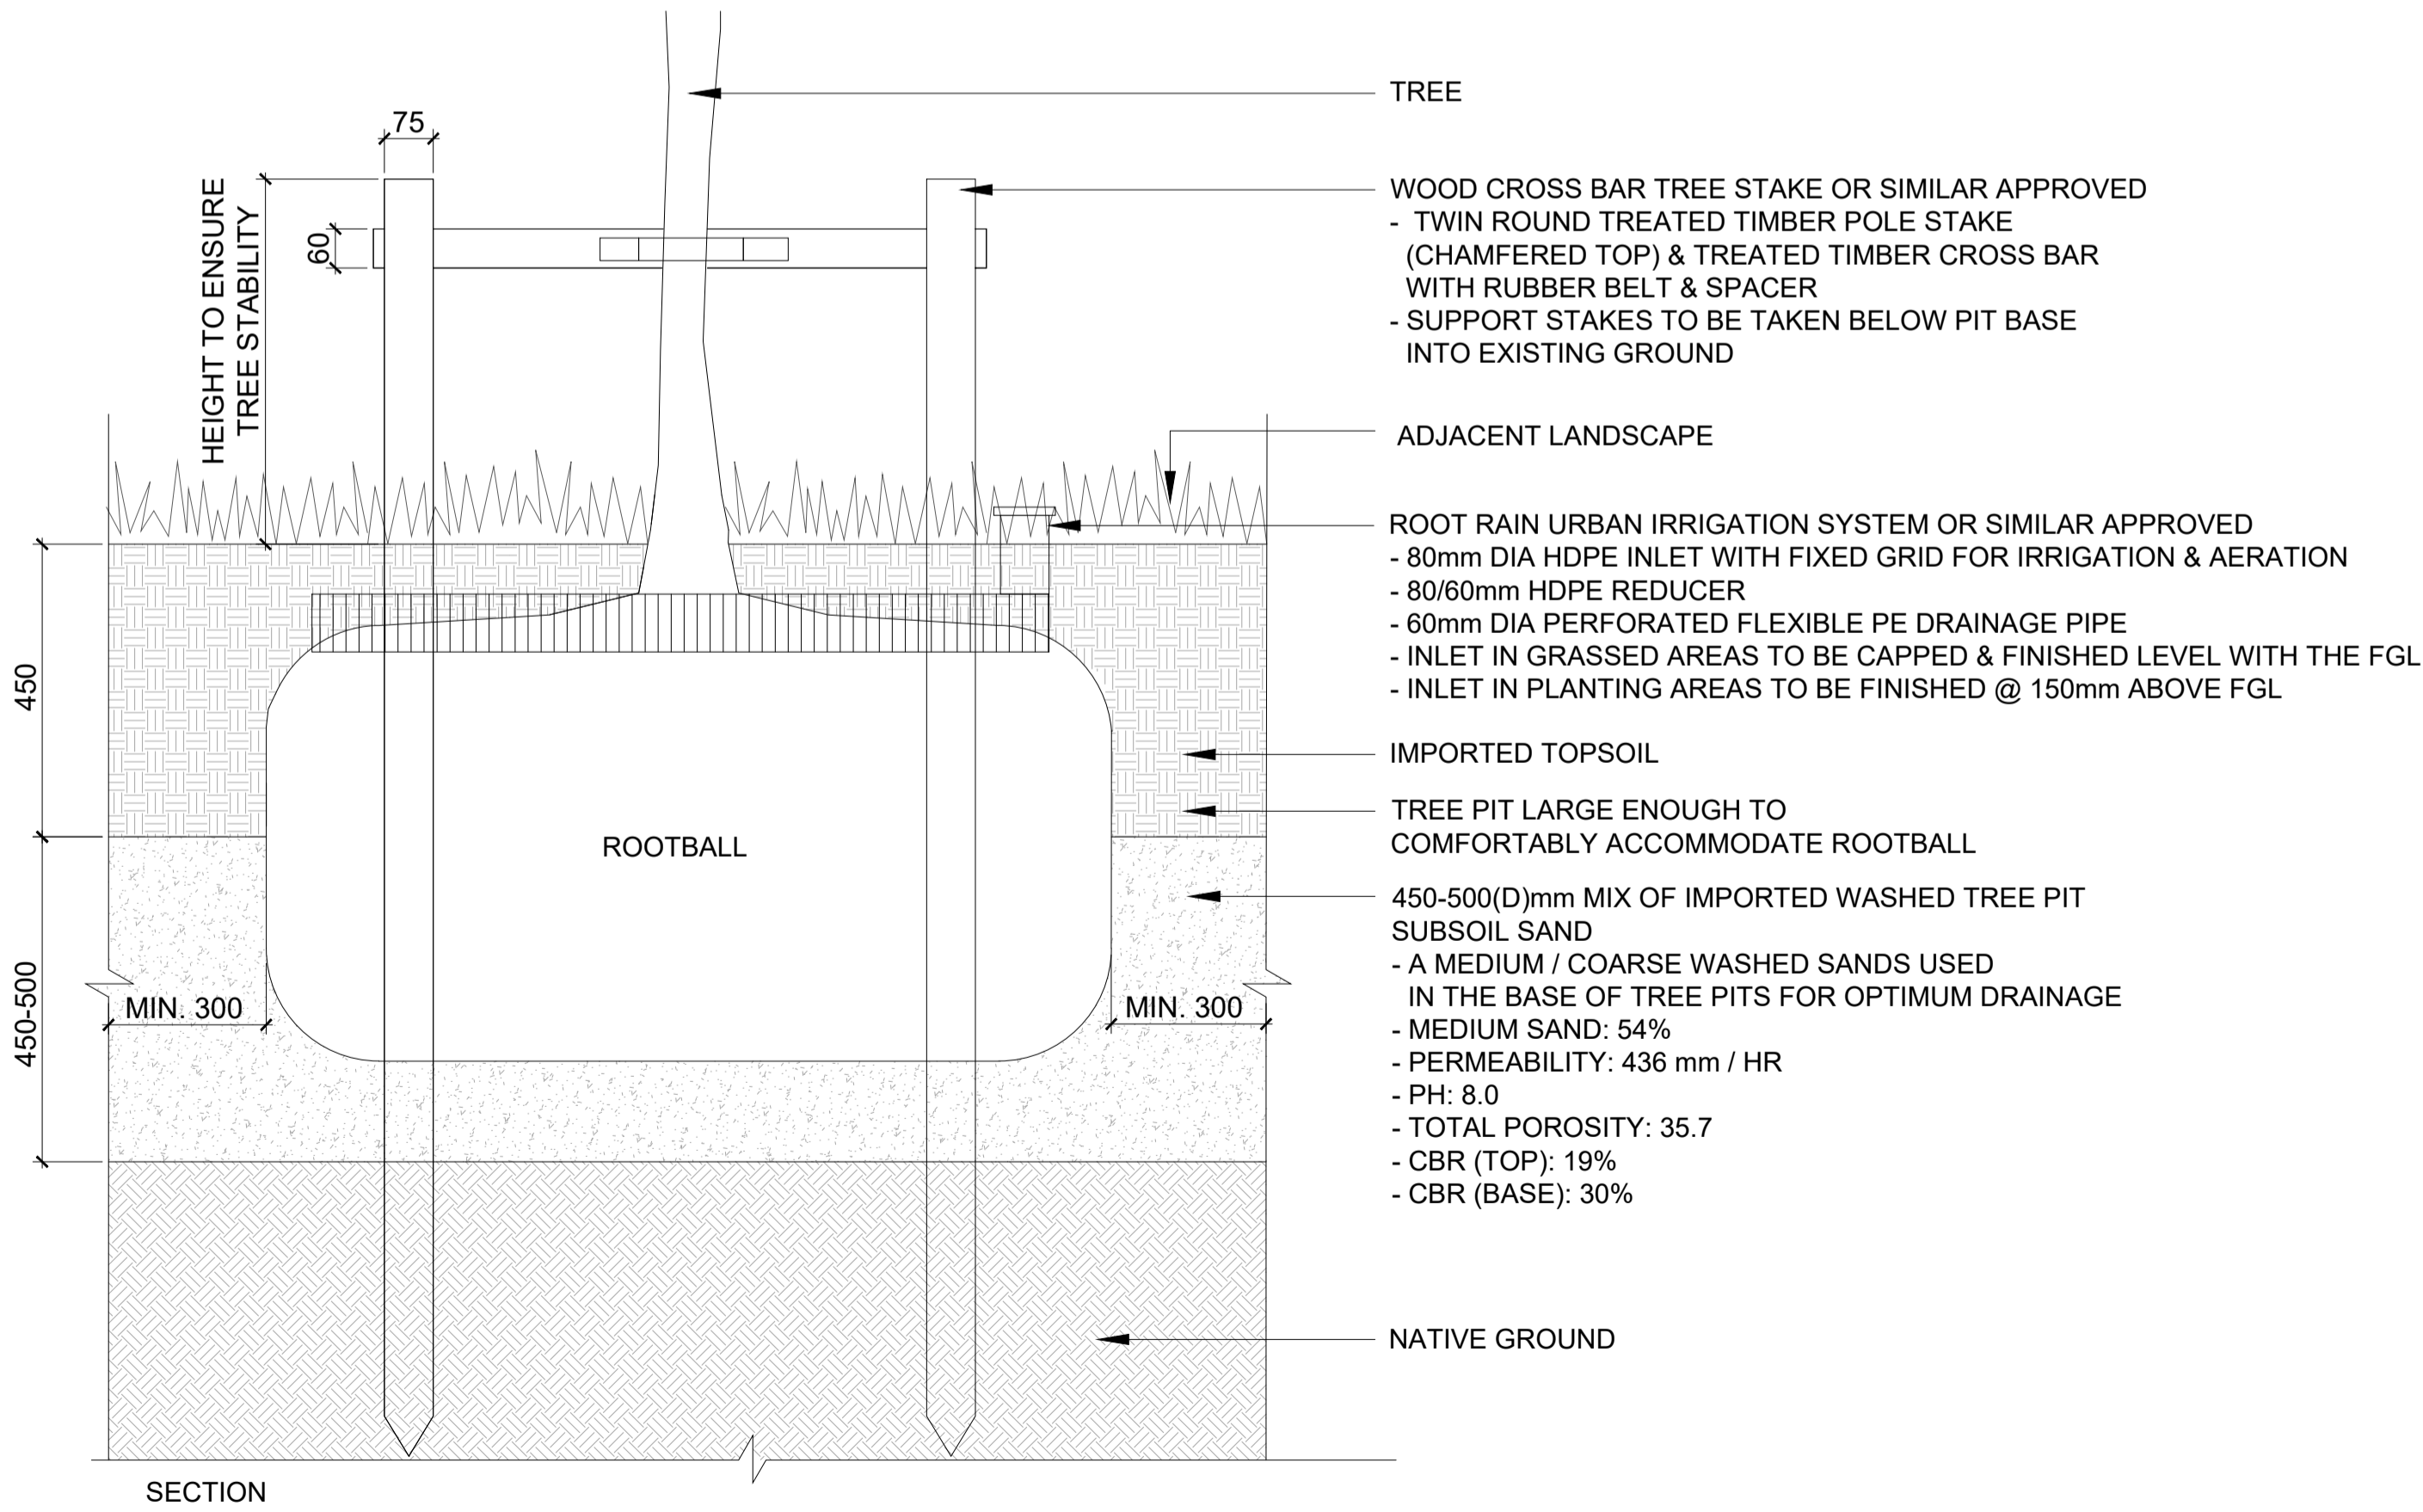 TREE
75
HEIGHT TO ENSURE
TREE STABILITY
60
WOOD CROSS BAR TREE STAKE OR SIMILAR APPROVED
- TWIN ROUND TREATED TIMBER POLE STAKE
(CHAMFERED TOP) & TREATED TIMBER CROSS BAR
WITH RUBBER BELT & SPACER
- SUPPORT STAKES TO BE TAKEN BELOW PIT BASE
INTO EXISTING GROUND
ADJACENT LANDSCAPE
ROOT RAIN URBAN IRRIGATION SYSTEM OR SIMILAR APPROVED
- 80mm DIA HDPE INLET WITH FIXED GRID FOR IRRIGATION & AERATION
- 80/60mm HDPE REDUCER
- 60mm DIA PERFORATED FLEXIBLE PE DRAINAGE PIPE
- INLET IN GRASSED AREAS TO BE CAPPED & FINISHED LEVEL WITH THE FGL
- INLET IN PLANTING AREAS TO BE FINISHED @ 150mm ABOVE FGL
450
IMPORTED TOPSOIL
TREE PIT LARGE ENOUGH TO
COMFORTABLY ACCOMMODATE ROOTBALL
ROOTBALL
450-500(D)mm MIX OF IMPORTED WASHED TREE PIT
SUBSOIL SAND
- A MEDIUM / COARSE WASHED SANDS USED
IN THE BASE OF TREE PITS FOR OPTIMUM DRAINAGE
- MEDIUM SAND: 54%
- PERMEABILITY: 436 mm / HR
- PH: 8.0
- TOTAL POROSITY: 35.7
- CBR (TOP): 19%
- CBR (BASE): 30%
450-500
MIN. 300
MIN. 300
NATIVE GROUND
SECTION